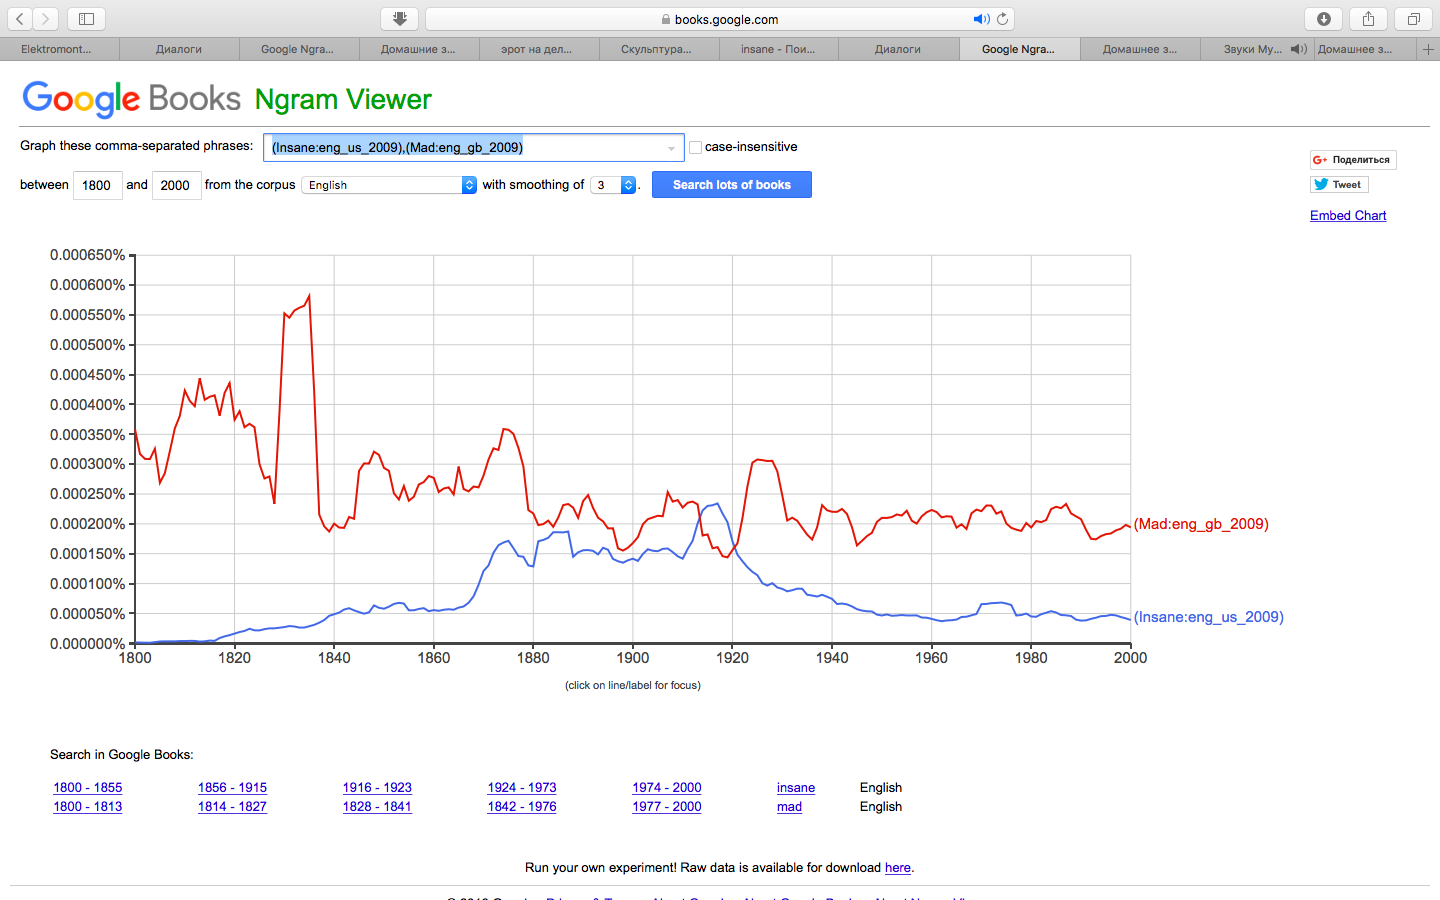 books.google.com
Elektromont... Диалоги Google Ngra... Домашние з... эрот на дел... Скульптура... insane - Пои... Диалоги Google Ngra... Домашнее з... Звуки Му... Домашнее з...
Google Books Ngram Viewer
Graph these comma-separated phrases: (Insane:eng_us_2009),(Mad:eng_gb_2009) case-insensitive
between 1800 and 2000 from the corpus English with smoothing of 3 . Search lots of books
G+ Поделиться
Tweet
Embed Chart
0.000650%
0.000600%
0.000550%
0.000500%
0.000450%
0.000400%
0.000350%
0.000300%
0.000250%
0.000200%
0.000150%
0.000100%
0.000050%
0.000000%
(Mad:eng_gb_2009)
(Insane:eng_us_2009)
1800 1820 1840 1860 1880 1900 1920 1940 1960 1980 2000
(click on line/label for focus)
Search in Google Books:
1800 - 1855 1856 - 1915 1916 - 1923 1924 - 1973 1974 - 2000 insane English
1800 - 1813 1814 - 1827 1828 - 1841 1842 - 1976 1977 - 2000 mad English
Run your own experiment! Raw data is available for download here.